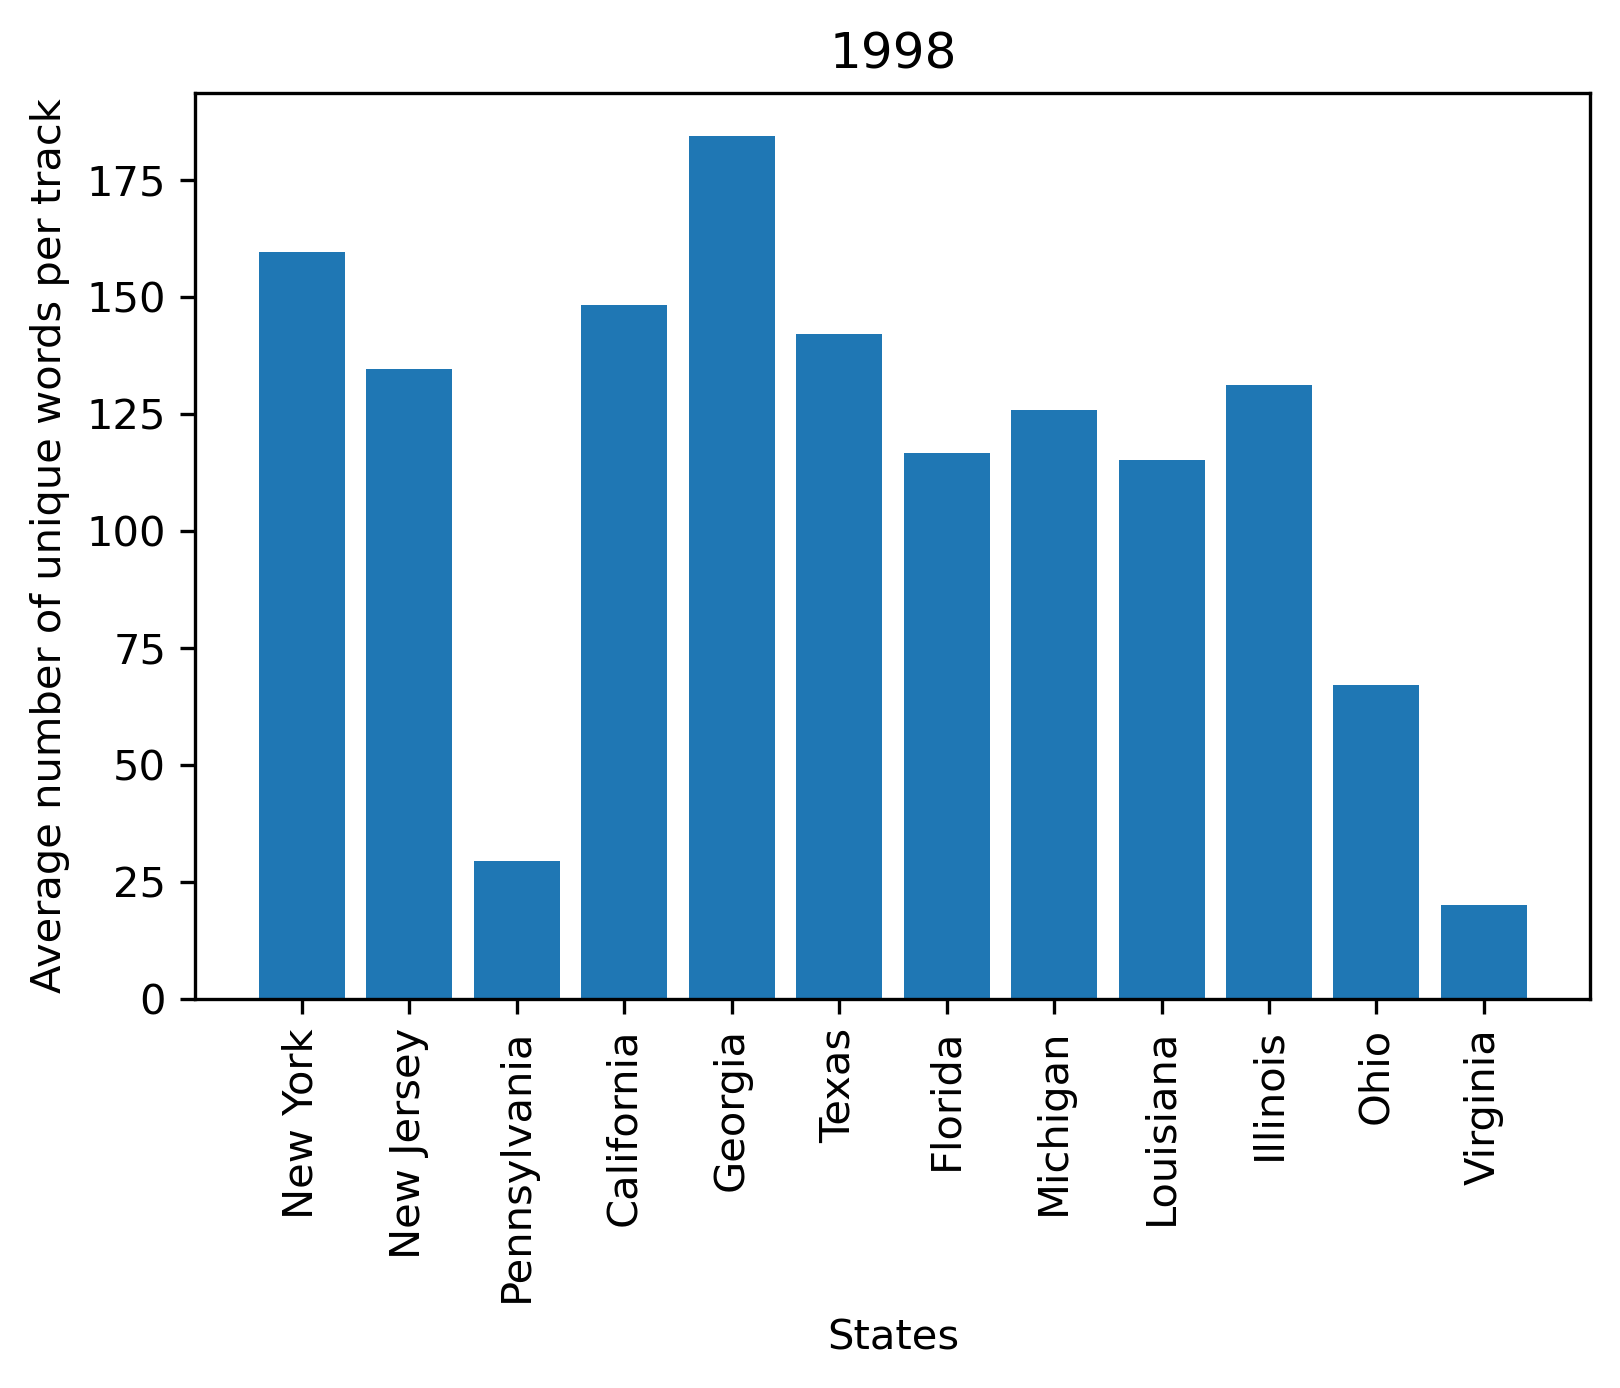 1998
Average number of unique words per track
175
150
125
100
75
50
25
0
New York
New Jersey
Pennsylvania
California
Georgia
Texas
Florida
Michigan
Louisiana
Illinois
Ohio
Virginia
States